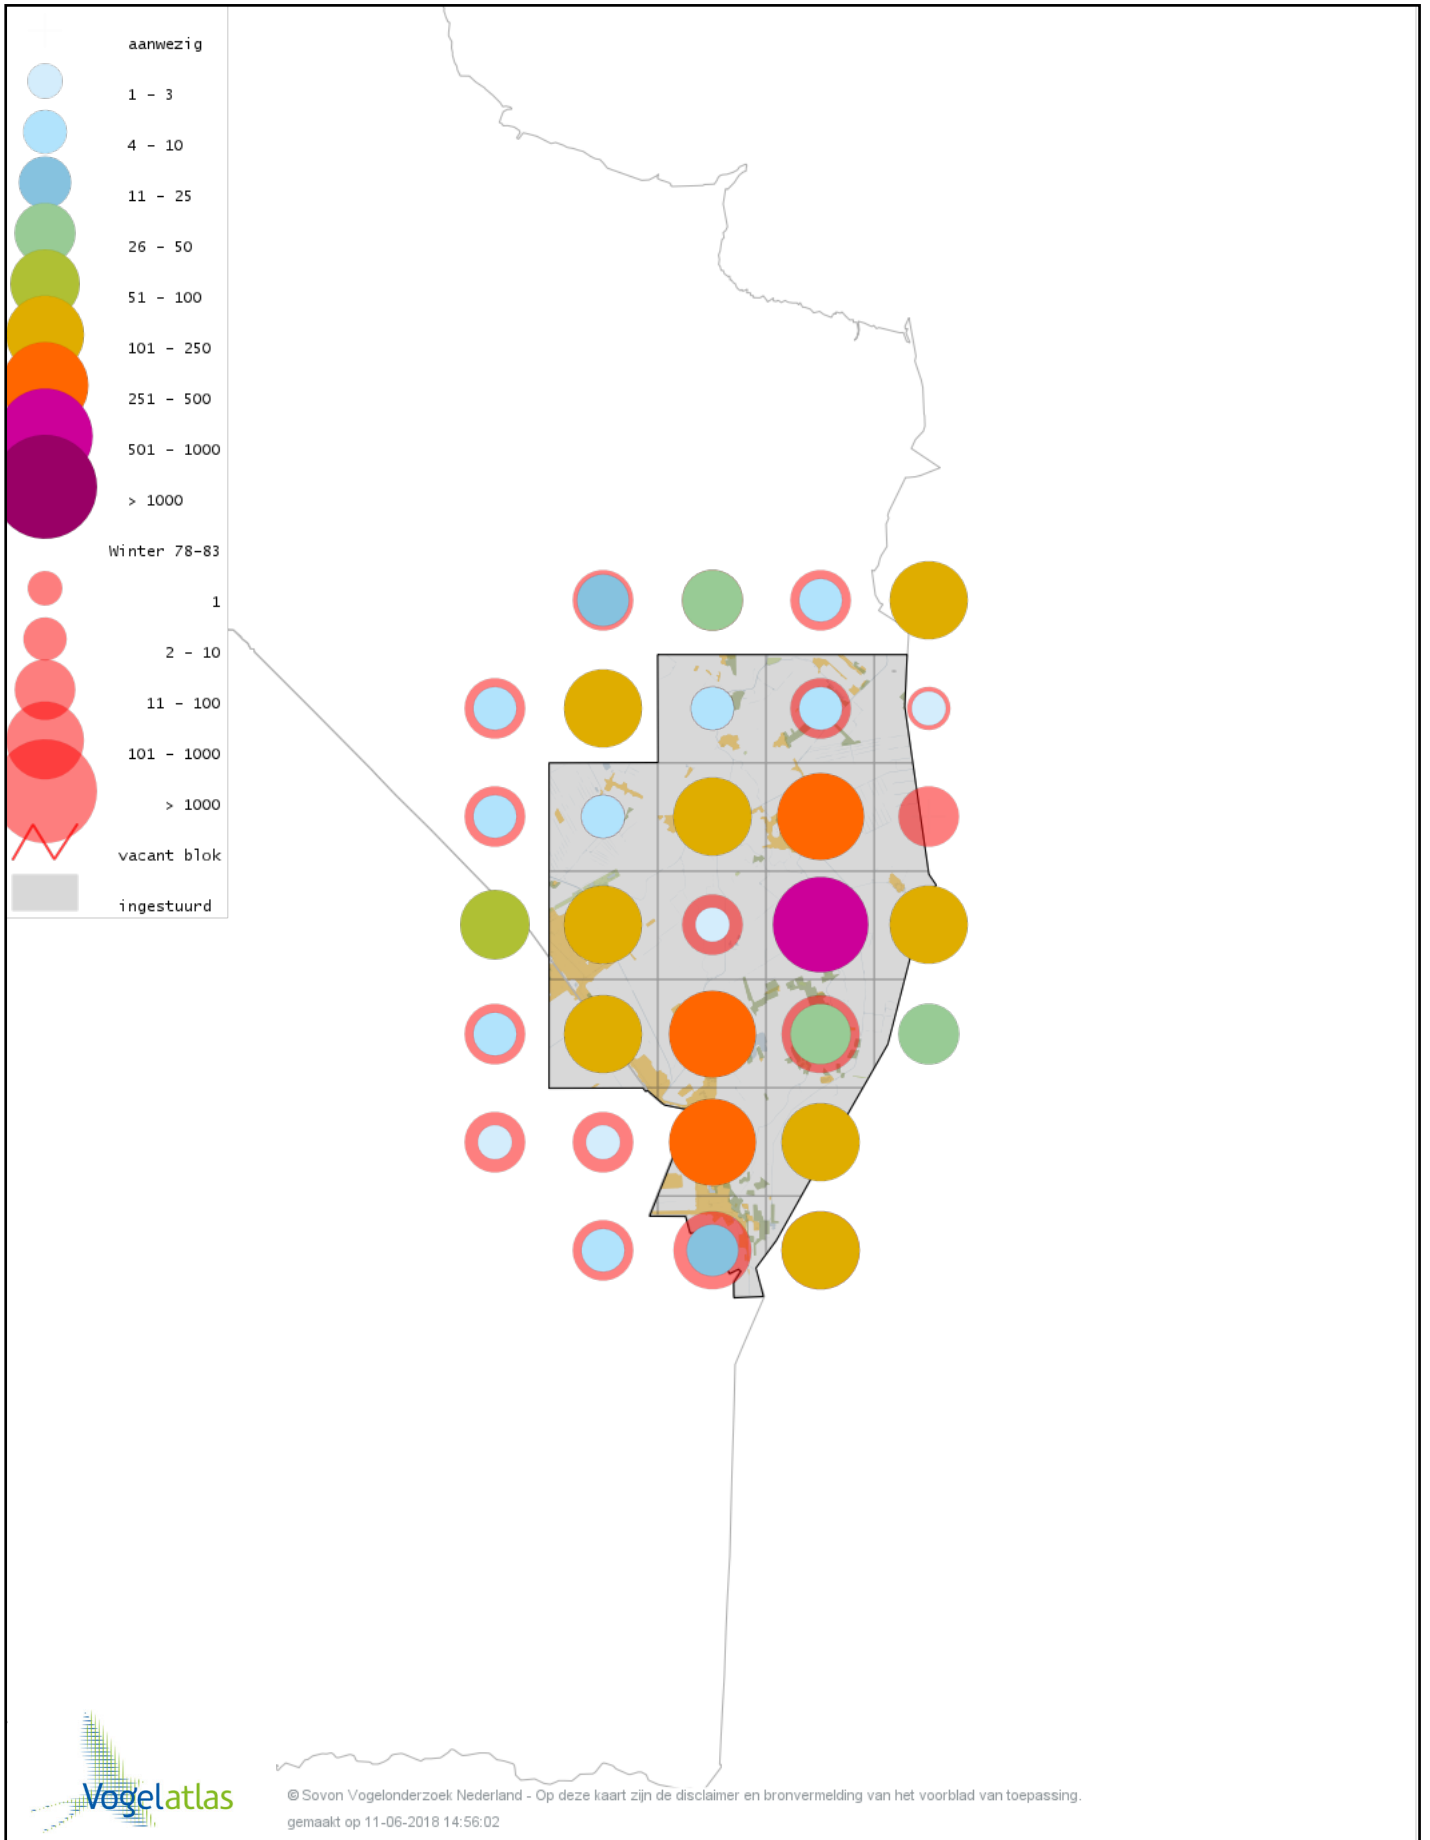 aanwezig
1 - 3
4 - 10
11 - 25
26 - 50
51 - 100
101 - 250
251 - 500
501 - 1000
> 1000
Winter 78-83
1
2 - 10
11 - 100
101 - 1000
> 1000
vacant blok
ingestuurd
Vogelatlas
© Sovon Vogelonderzoek Nederland - Op deze kaart zijn de disclaimer en bronvermelding van het voorblad van toepassing.
gemaakt op 11-06-2018 14:56:02